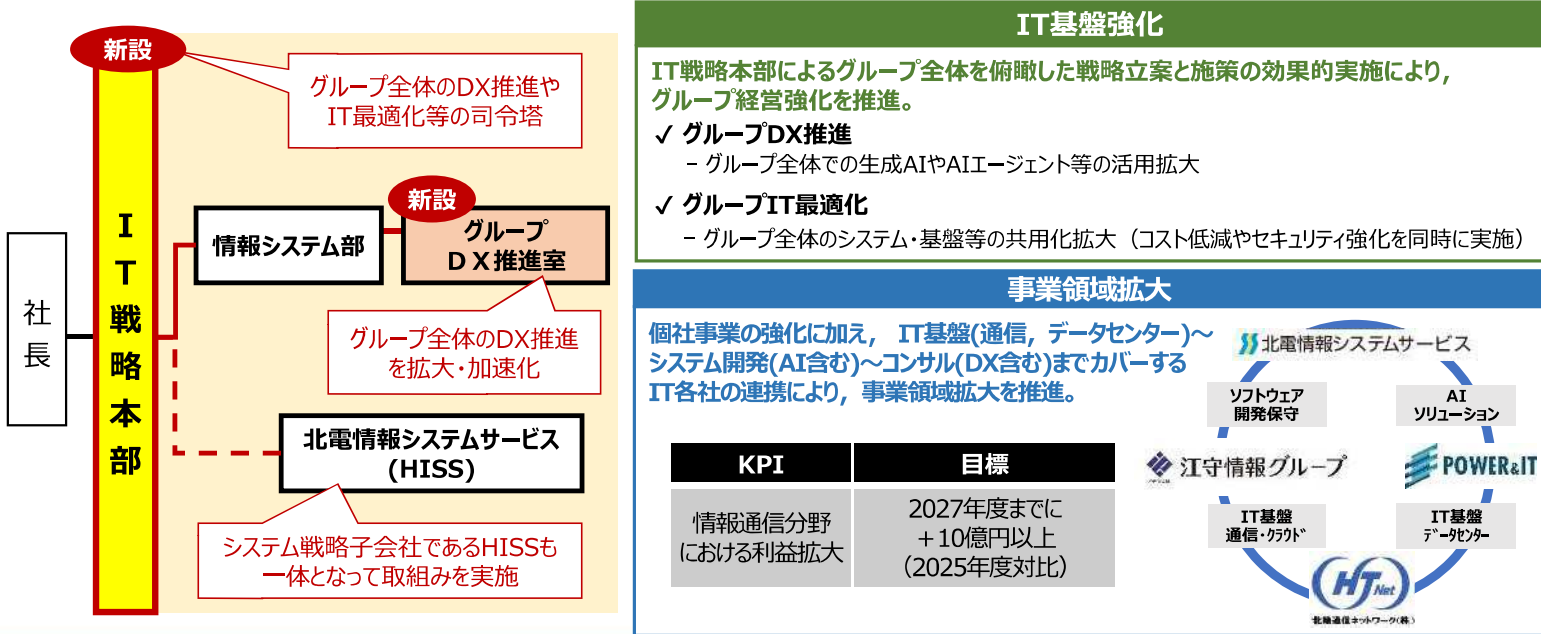 新設
グループ全体のDX推進や
IT最適化等の司令塔
社長
IT戦略本部
情報システム部
新設
グループ
DX推進室
グループ全体のDX推進
を拡大・加速化
北電情報システムサービス
(HISS)
システム戦略子会社であるHISSも
一体となって取組みを実施
IT基盤強化
IT戦略本部によるグループ全体を俯瞰した戦略立案と施策の効果的実施により,
グループ経営強化を推進。
✓ グループDX推進
- グループ全体での生成AIやAIエージェント等の活用拡大
✓ グループIT最適化
- グループ全体のシステム・基盤等の共用化拡大（コスト低減やセキュリティ強化を同時に実施）
事業領域拡大
個社事業の強化に加え， IT基盤(通信，データセンター)～
システム開発(AI含む)～コンサル(DX含む)までカバーする
IT各社の連携により，事業領域拡大を推進。
KPI 目標
情報通信分野
における利益拡大
2027年度までに
+10億円以上
（2025年度対比）
北電情報システムサービス
ソフトウェア
開発保守
AI
ソリューション
江守情報グループ
POWER&IT
IT基盤
通信・クラウド
IT基盤
データセンター
HTNet
北陸通信ネットワーク(株)